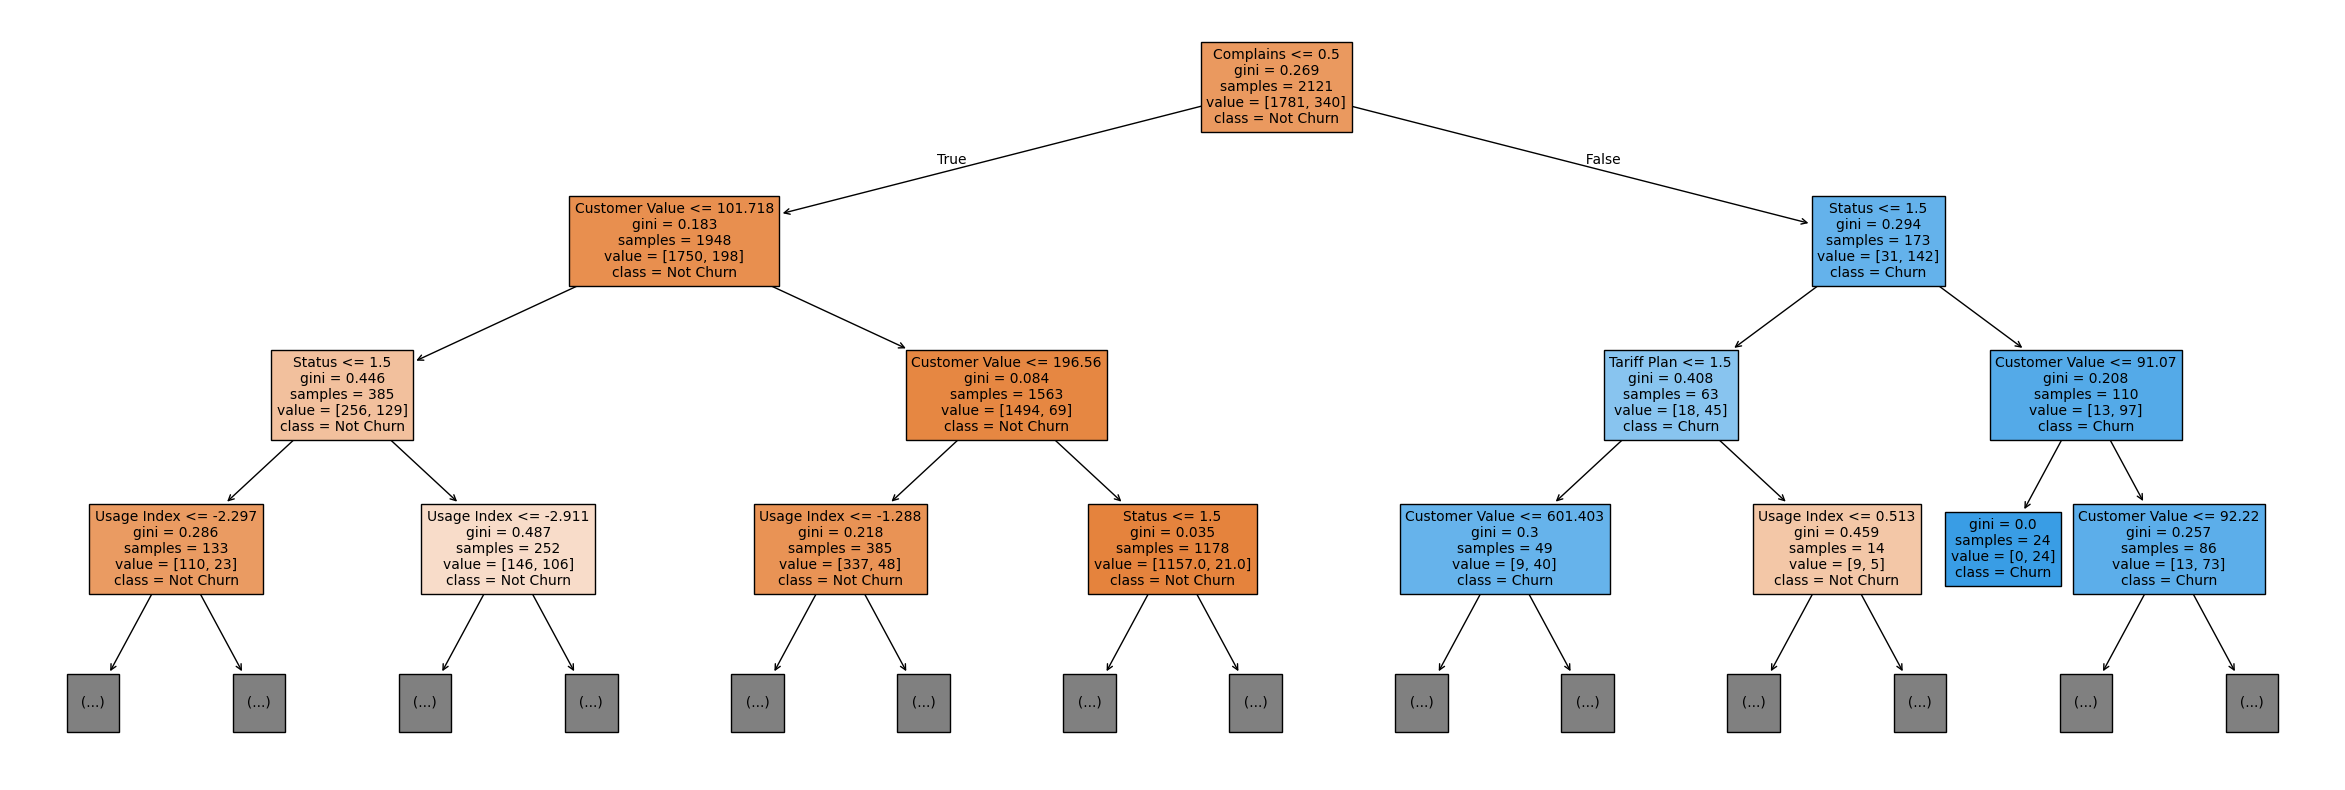 Complains <= 0.5
gini = 0.269
samples = 2121
value = [1781, 340]
class = Not Churn
True
False
Customer Value <= 101.718
gini = 0.183
samples = 1948
value = [1750, 198]
class = Not Churn
Status <= 1.5
gini = 0.294
samples = 173
value = [31, 142]
class = Churn
Status <= 1.5
gini = 0.446
samples = 385
value = [256, 129]
class = Not Churn
Customer Value <= 196.56
gini = 0.084
samples = 1563
value = [1494, 69]
class = Not Churn
Tariff Plan <= 1.5
gini = 0.408
samples = 63
value = [18, 45]
class = Churn
Customer Value <= 91.07
gini = 0.208
samples = 110
value = [13, 97]
class = Churn
Usage Index <= -2.297
gini = 0.286
samples = 133
value = [110, 23]
class = Not Churn
Usage Index <= -2.911
gini = 0.487
samples = 252
value = [146, 106]
class = Not Churn
Usage Index <= -1.288
gini = 0.218
samples = 385
value = [337, 48]
class = Not Churn
Status <= 1.5
gini = 0.035
samples = 1178
value = [1157.0, 21.0]
class = Not Churn
Customer Value <= 601.403
gini = 0.3
samples = 49
value = [9, 40]
class = Churn
Usage Index <= 0.513
gini = 0.459
samples = 14
value = [9, 5]
class = Not Churn
gini = 0.0
samples = 24
value = [0, 24]
class = Churn
Customer Value <= 92.22
gini = 0.257
samples = 86
value = [13, 73]
class = Churn
(...)
(...)
(...)
(...)
(...)
(...)
(...)
(...)
(...)
(...)
(...)
(...)
(...)
(...)